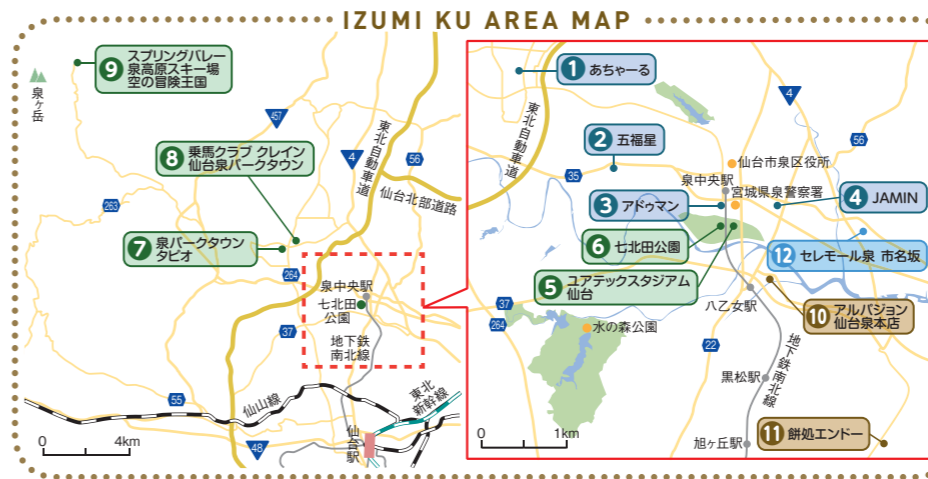 IZUMI KU AREA MAP
9 スプリングバレー
泉高原スキー場
空の冒険王国
泉ヶ岳
457
8 乗馬クラブ クレイン
仙台泉パークタウン
4
東北自動車道
56
仙台北部道路
263
7 泉パークタウン
タピオ
264
泉中央駅
七北田
公園
37
地下鉄
南北線
55
仙山線
東北
新幹線
仙台駅
48
0 4km
1 あちゃーる
4
東北自動車道
2 五福星
56
35
仙台市泉区役所
泉中央駅
宮城県泉警察署
3 アドゥマン
4 JAMIN
6 七北田公園
12 セレモール泉 市名坂
5 ユアテックスタジアム
仙台
八乙女駅
10 アルパジョン
仙台泉本店
37
264
水の森公園
22
地下鉄南北線
黒松駅
旭ヶ丘駅
11 餅処エンドー
0 1km